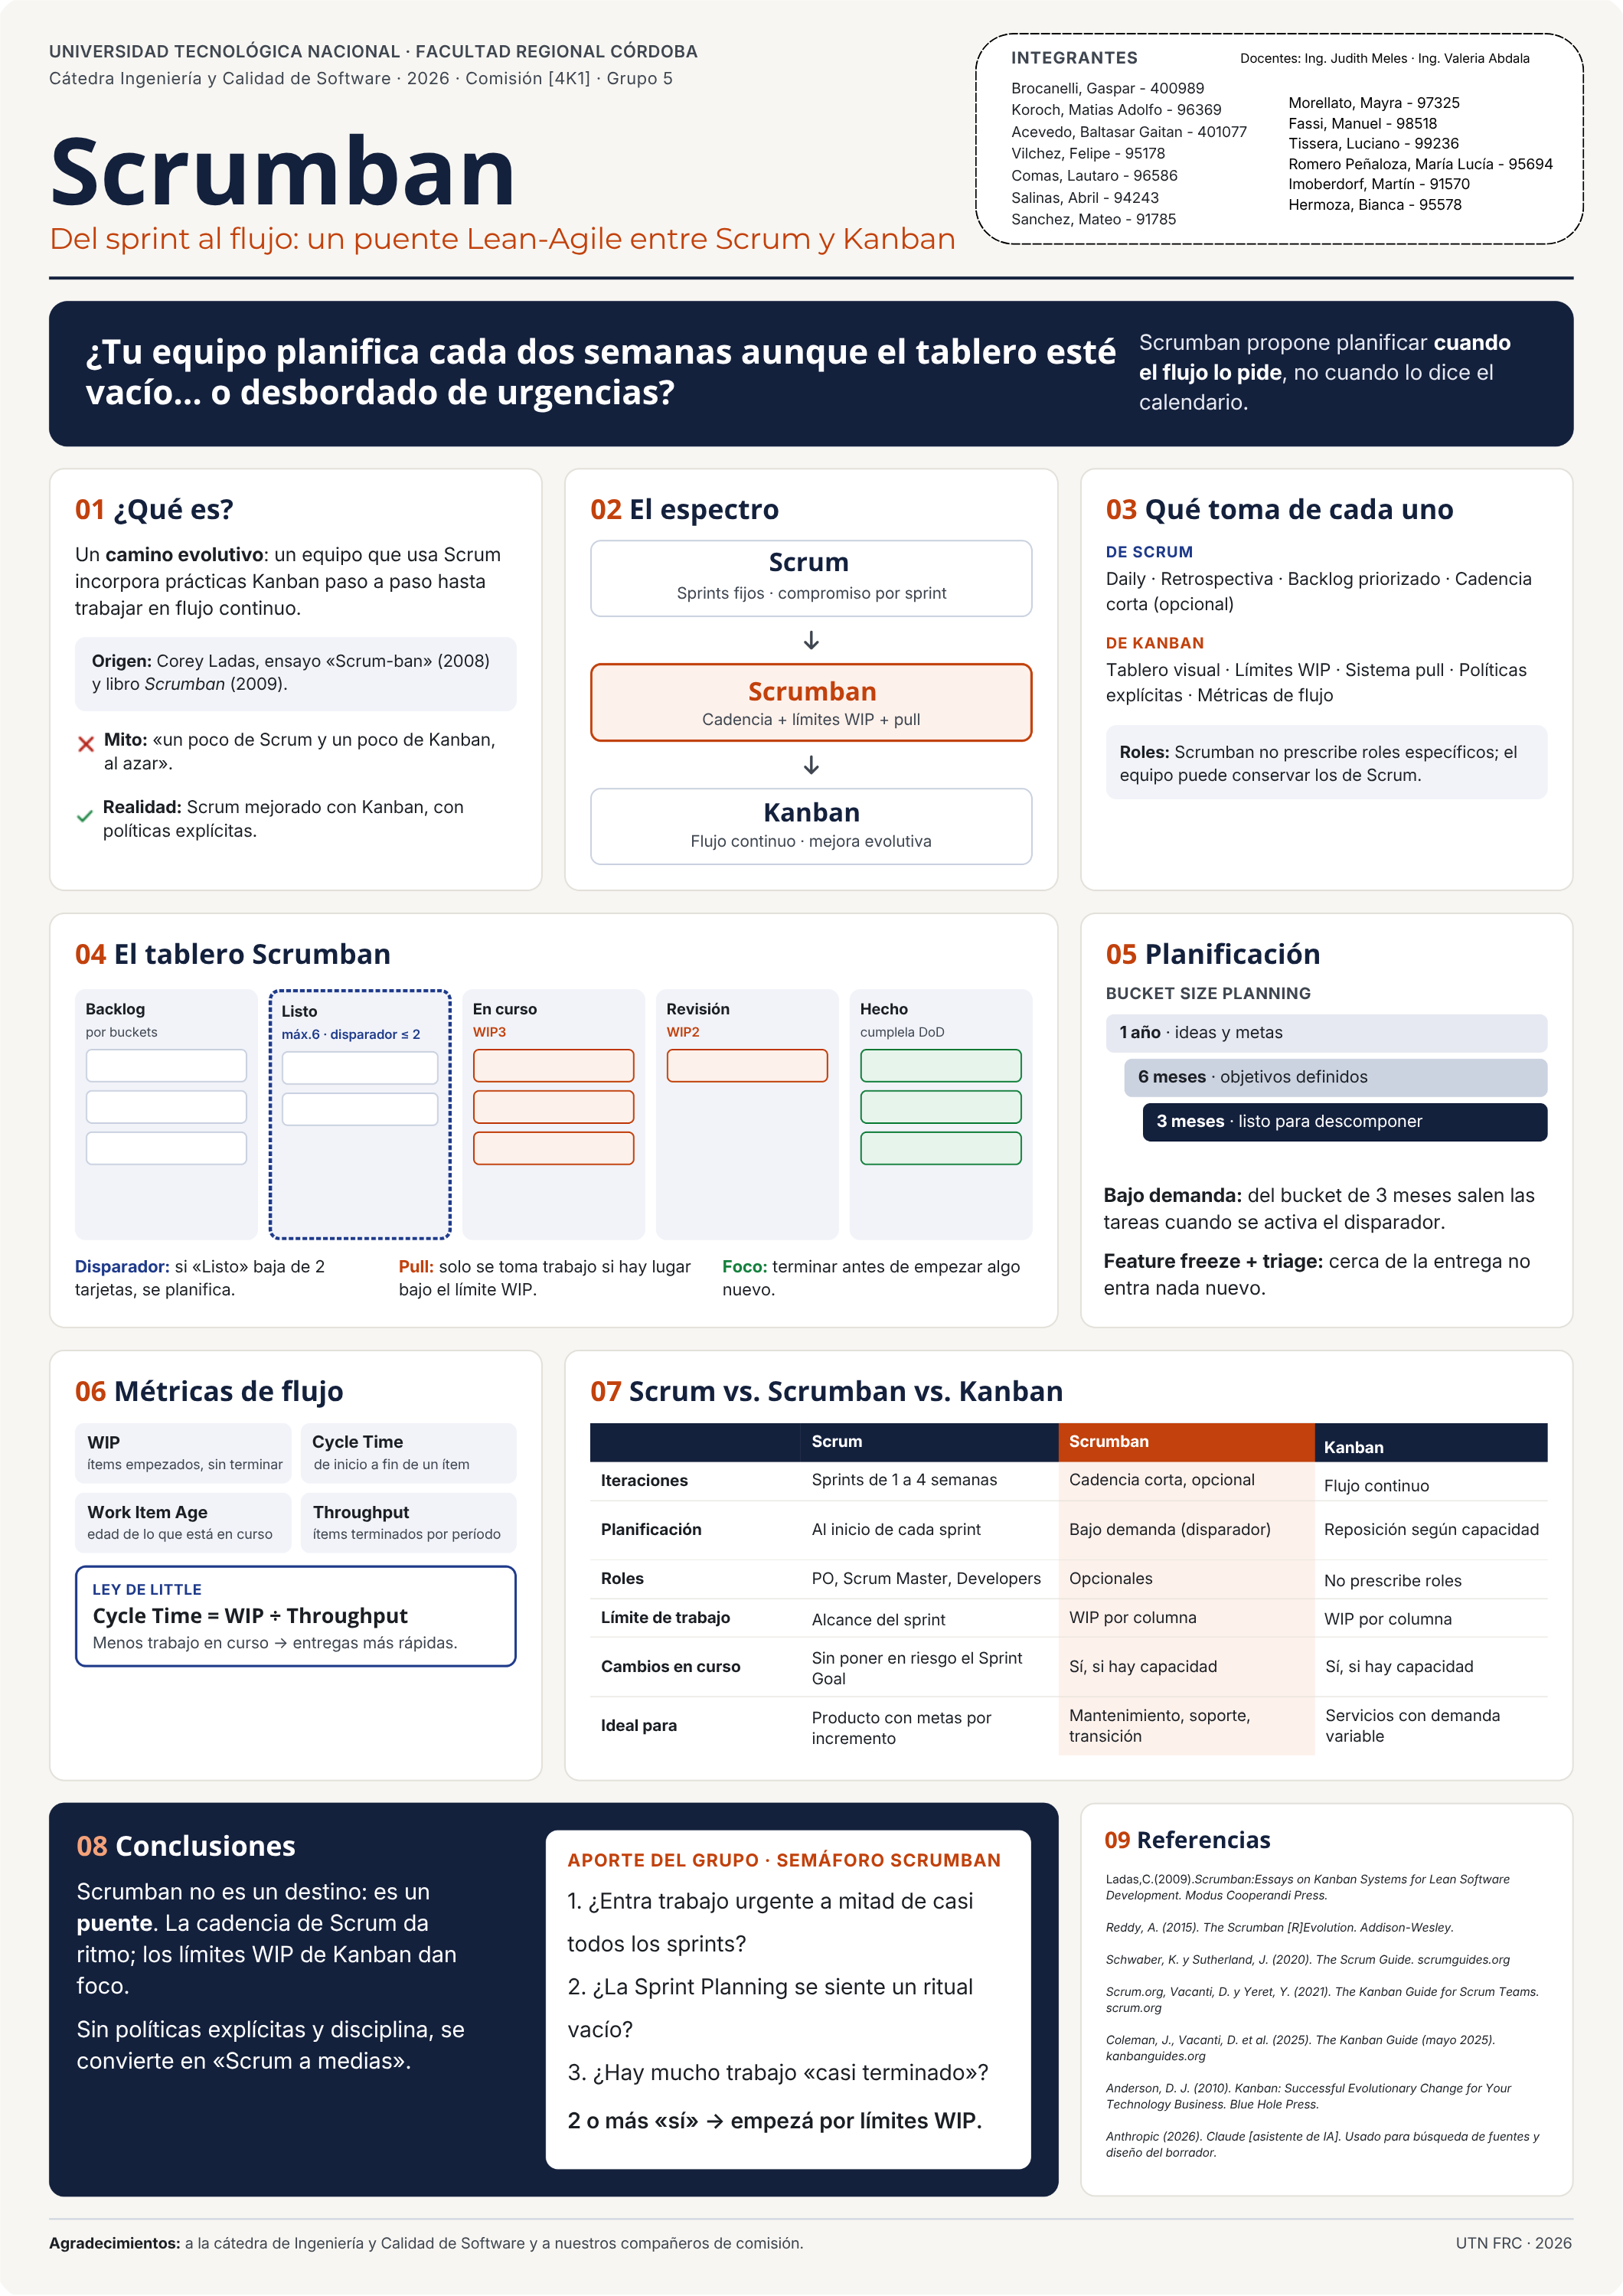 UNIVERSIDAD TECNOLÓGICA NACIONAL · FACULTAD REGIONAL CÓRDOBA
Cátedra Ingeniería y Calidad de Software · 2026 · Comisión [4K1] · Grupo 5
Scrumban
Del sprint al flujo: un puente Lean-Agile entre Scrum y Kanban
INTEGRANTES
Docentes: Ing. Judith Meles · Ing. Valeria Abdala
Brocanelli, Gaspar - 400989
Koroch, Matias Adolfo - 96369
Acevedo, Baltasar Gaitan - 401077
Vilchez, Felipe - 95178
Comas, Lautaro - 96586
Salinas, Abril - 94243
Sanchez, Mateo - 91785
Morellato, Mayra - 97325
Fassi, Manuel - 98518
Tissera, Luciano - 99236
Romero Peñaloza, María Lucía - 95694
Imoberdorf, Martín - 91570
Hermoza, Bianca - 95578
¿Tu equipo planifica cada dos semanas aunque el tablero esté
vacío... o desbordado de urgencias?
Scrumban propone planificar cuando
el flujo lo pide, no cuando lo dice el
calendario.
01 ¿Qué es?
Un camino evolutivo: un equipo que usa Scrum
incorpora prácticas Kanban paso a paso hasta
trabajar en flujo continuo.
Origen: Corey Ladas, ensayo «Scrum-ban» (2008)
y libro Scrumban (2009).
Mito: «un poco de Scrum y un poco de Kanban,
al azar».
Realidad: Scrum mejorado con Kanban, con
políticas explícitas.
02 El espectro
Scrum
Sprints fijos · compromiso por sprint
↓
Scrumban
Cadencia + límites WIP + pull
↓
Kanban
Flujo continuo · mejora evolutiva
03 Qué toma de cada uno
DE SCRUM
Daily · Retrospectiva · Backlog priorizado · Cadencia
corta (opcional)
DE KANBAN
Tablero visual · Límites WIP · Sistema pull · Políticas
explícitas · Métricas de flujo
Roles: Scrumban no prescribe roles específicos; el
equipo puede conservar los de Scrum.
04 El tablero Scrumban
Backlog
por buckets
Listo
máx.6 · disparador ≤ 2
En curso
WIP3
Revisión
WIP2
Hecho
cumplela DoD
Disparador: si «Listo» baja de 2
tarjetas, se planifica.
Pull: solo se toma trabajo si hay lugar
bajo el límite WIP.
Foco: terminar antes de empezar algo
nuevo.
05 Planificación
BUCKET SIZE PLANNING
1 año · ideas y metas
6 meses · objetivos definidos
3 meses · listo para descomponer
Bajo demanda: del bucket de 3 meses salen las
tareas cuando se activa el disparador.
Feature freeze + triage: cerca de la entrega no
entra nada nuevo.
06 Métricas de flujo
WIP
ítems empezados, sin terminar
Cycle Time
de inicio a fin de un ítem
Work Item Age
edad de lo que está en curso
Throughput
ítems terminados por período
LEY DE LITTLE
Cycle Time = WIP ÷ Throughput
Menos trabajo en curso → entregas más rápidas.
07 Scrum vs. Scrumban vs. Kanban
Scrum Scrumban Kanban
Iteraciones Sprints de 1 a 4 semanas Cadencia corta, opcional Flujo continuo
Planificación Al inicio de cada sprint Bajo demanda (disparador) Reposición según capacidad
Roles PO, Scrum Master, Developers Opcionales No prescribe roles
Límite de trabajo Alcance del sprint WIP por columna WIP por columna
Cambios en curso Sin poner en riesgo el Sprint
Goal Sí, si hay capacidad Sí, si hay capacidad
Ideal para Producto con metas por
incremento Mantenimiento, soporte,
transición Servicios con demanda
variable
08 Conclusiones
Scrumban no es un destino: es un
puente. La cadencia de Scrum da
ritmo; los límites WIP de Kanban dan
foco.
Sin políticas explícitas y disciplina, se
convierte en «Scrum a medias».
APORTE DEL GRUPO · SEMÁFORO SCRUMBAN
1. ¿Entra trabajo urgente a mitad de casi
todos los sprints?
2. ¿La Sprint Planning se siente un ritual
vacío?
3. ¿Hay mucho trabajo «casi terminado»?
2 o más «sí» → empezá por límites WIP.
09 Referencias
Ladas,C.(2009).Scrumban:Essays on Kanban Systems for Lean Software
Development. Modus Cooperandi Press.
Reddy, A. (2015). The Scrumban [R]Evolution. Addison-Wesley.
Schwaber, K. y Sutherland, J. (2020). The Scrum Guide. scrumguides.org
Scrum.org, Vacanti, D. y Yeret, Y. (2021). The Kanban Guide for Scrum Teams.
scrum.org
Coleman, J., Vacanti, D. et al. (2025). The Kanban Guide (mayo 2025).
kanbanguides.org
Anderson, D. J. (2010). Kanban: Successful Evolutionary Change for Your
Technology Business. Blue Hole Press.
Anthropic (2026). Claude [asistente de IA]. Usado para búsqueda de fuentes y
diseño del borrador.
Agradecimientos: a la cátedra de Ingeniería y Calidad de Software y a nuestros compañeros de comisión.
UTN FRC · 2026